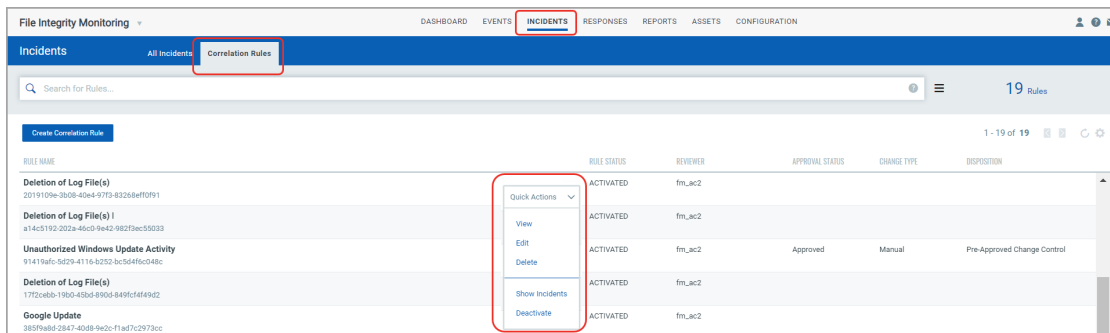 File Integrity Monitoring
DASHBOARD EVENTS INCIDENTS RESPONSES REPORTS ASSETS CONFIGURATION
Incidents All Incidents Correlation Rules
Search for Rules... 19 Rules
Create Correlation Rule 1 - 19 of 19
RULE NAME RULE STATUS REVIEWER APPROVAL STATUS CHANGE TYPE DISPOSITION
Deletion of Log File(s) ACTIVATED fm_ac2
2019109e-3b08-40e4-97f3-83268eff0f91
Quick Actions
Deletion of Log File(s) | ACTIVATED fm_ac2
a14c5192-202a-46c0-9e42-982f3ec55033
View
Edit
Unauthorized Windows Update Activity ACTIVATED fm_ac2 Approved Manual Pre-Approved Change Control
91419afc-5d29-4116-b252-bc5d4f6c048c
Delete
Deletion of Log File(s) ACTIVATED fm_ac2
17f2cebb-19b0-45bd-890d-849fcf4f49d2
Show Incidents
Google Update ACTIVATED fm_ac2
385f9a8d-2847-40d8-9e2c-f1ad7c2973cc
Deactivate